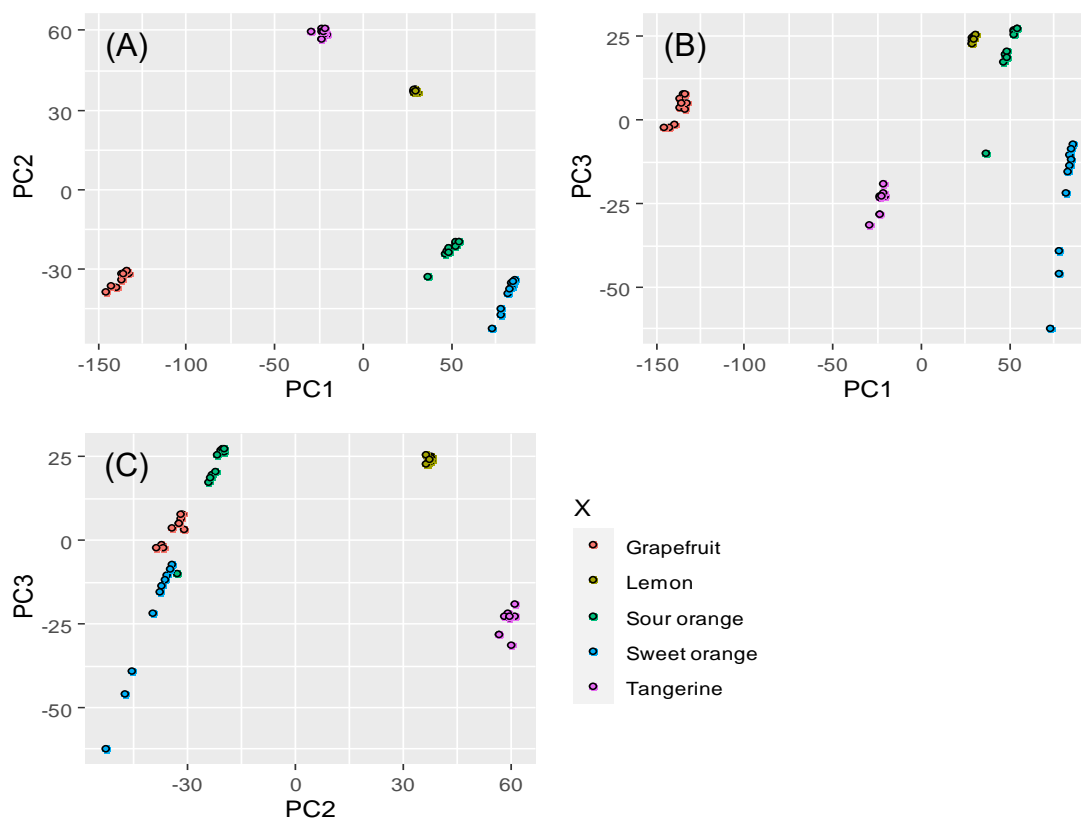 (A)
60
30
0
-30
PC2
-150
-100
-50
0
50
PC1
(B)
25
0
-25
-50
PC3
-150
-100
-50
0
50
PC1
(C)
25
0
-25
-50
PC3
-30
0
30
60
PC2
X
Grapefruit
Lemon
Sour orange
Sweet orange
Tangerine